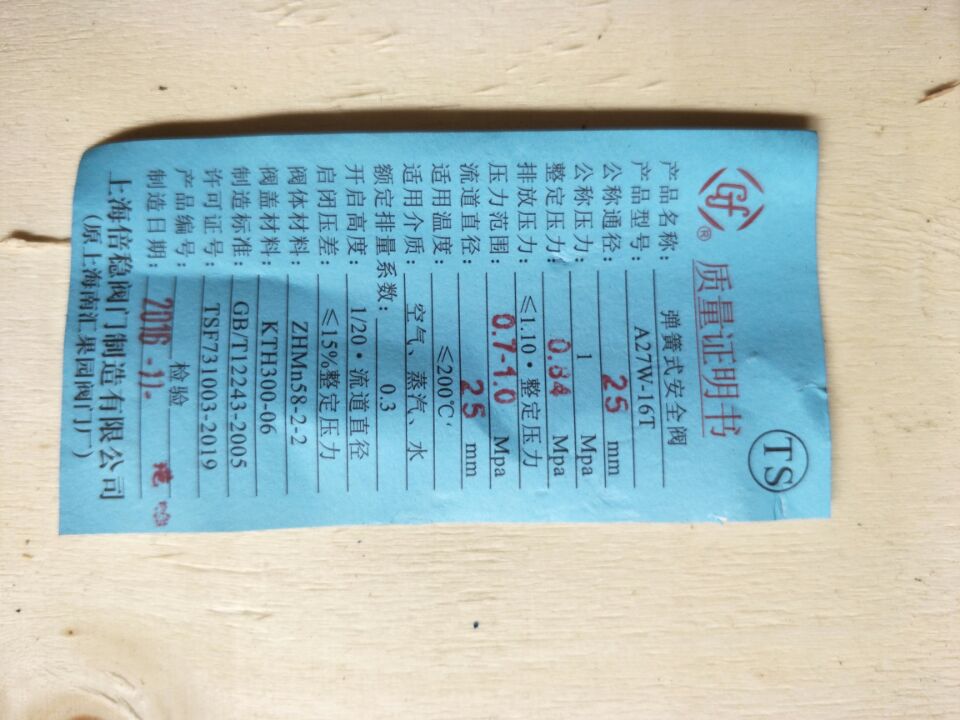 Gf ® 质量证明书 TS
产品名称: 弹簧式安全阀
产品型号: A27W-16T
公称通径: 25 mm
公称压力: 1 Mpa
整定压力: 0.84 Mpa
排放压力: ≤1.10·整定压力
压力范围: 0.7-1.0 Mpa
流道直径: 25 mm
适用温度: ≤200℃
适用介质: 空气、蒸汽、水
额定排量系数: 0.3
开启高度: 1/20·流道直径
启闭压差: ≤15%整定压力
阀体材料: ZHMn58-2-2
阀盖材料: KTH300-06
制造标准: GB/T12243-2005
许可证号: TSF731003-2019
产品编号: 检验
制造日期: 2016-11.
上海倍稳阀门制造有限公司
(原上海南汇果园阀门厂)